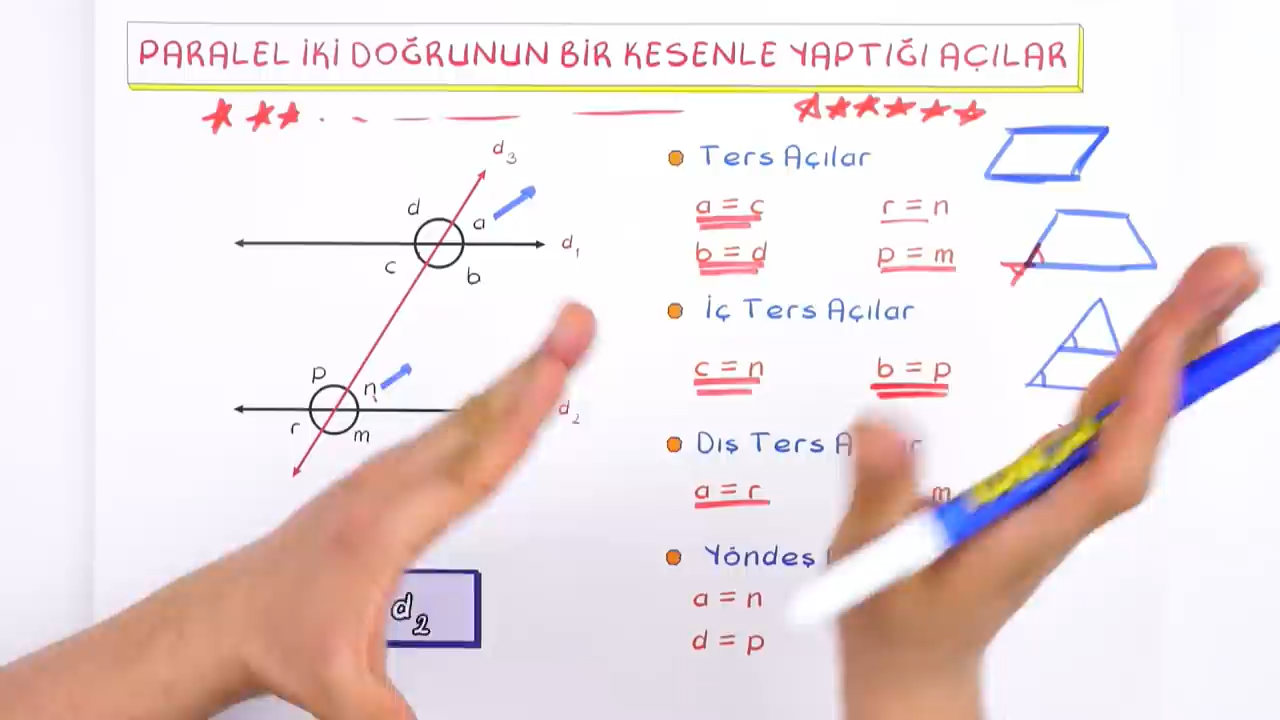 PARALEL İKİ DOĞRUNUN BİR KESENLE YAPTIĞI AÇILAR
d3
d
a
d1
c
b
p
n
d2
r
m
d2
Ters Açılar
a = c
r = n
b = d
p = m
İç Ters Açılar
c = n
b = p
Dış Ters
a = r
m
Yöndeş
a = n
d = p